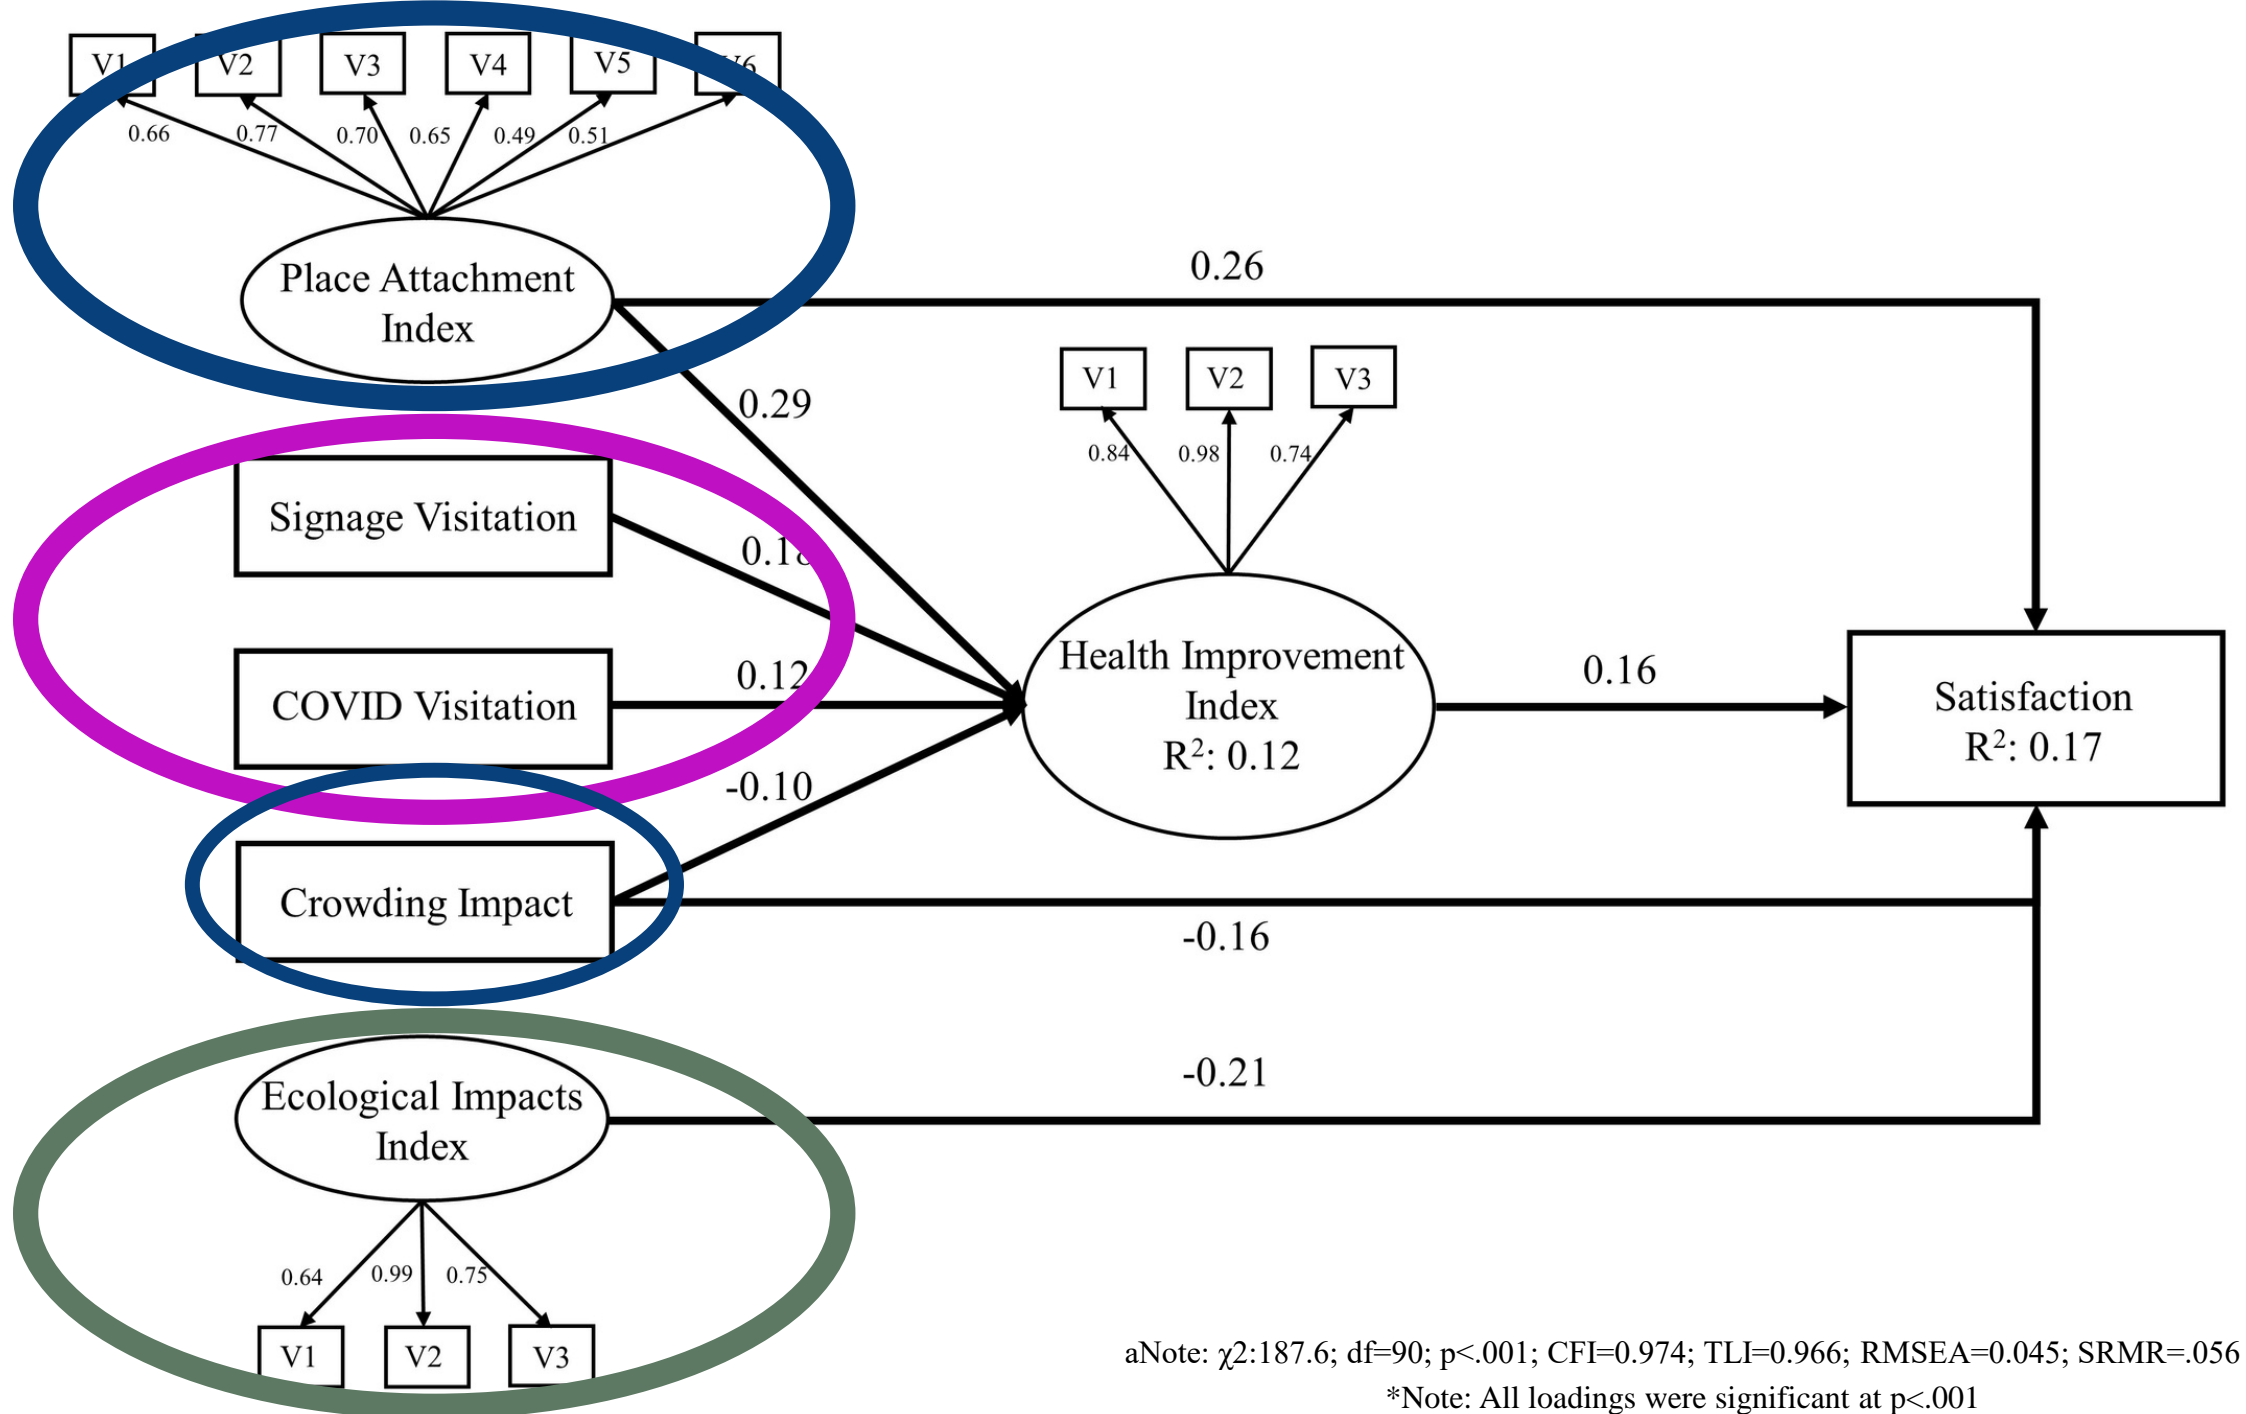 V1 V2 V3 V4 V5 V6
0.66 0.77 0.70 0.65 0.49 0.51
Place Attachment
Index
0.26
0.29
V1 V2 V3
0.84 0.98 0.74
Signage Visitation
0.18
COVID Visitation
0.12
Health Improvement
Index
R²: 0.12
0.16
Satisfaction
R²: 0.17
-0.10
Crowding Impact
-0.16
Ecological Impacts
Index
-0.21
0.64 0.99 0.75
V1 V2 V3
aNote: χ2:187.6; df=90; p<.001; CFI=0.974; TLI=0.966; RMSEA=0.045; SRMR=.056
*Note: All loadings were significant at p<.001